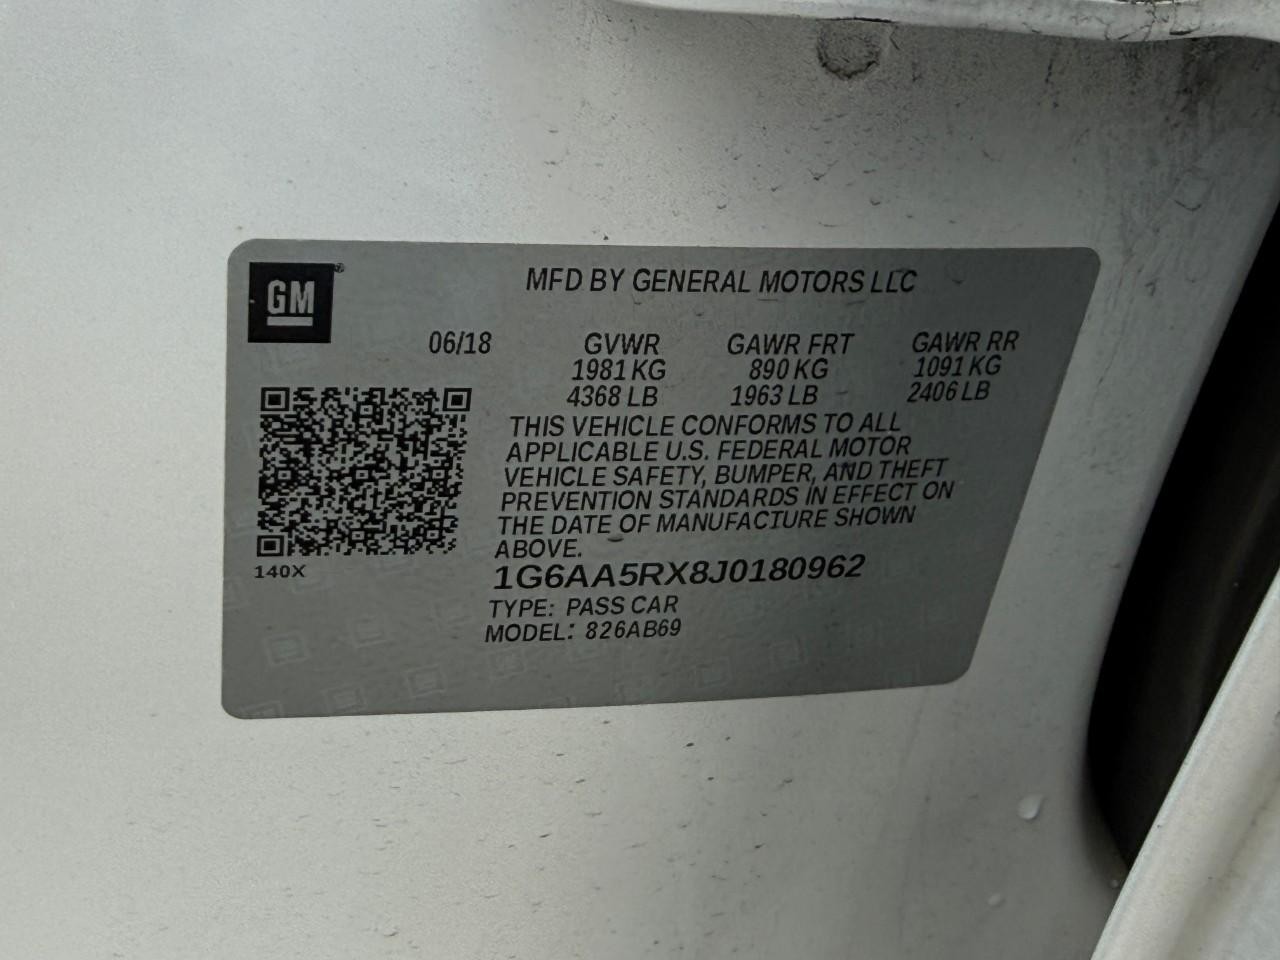 GM
MFD BY GENERAL MOTORS LLC
06/18 GVWR GAWR FRT GAWR RR
1981 KG 890 KG 1091 KG
4368 LB 1963 LB 2406 LB
THIS VEHICLE CONFORMS TO ALL
APPLICABLE U.S. FEDERAL MOTOR
VEHICLE SAFETY, BUMPER, AND THEFT
PREVENTION STANDARDS IN EFFECT ON
THE DATE OF MANUFACTURE SHOWN
ABOVE.
140X
1G6AA5RX8J0180962
TYPE: PASS CAR
MODEL: 826AB69